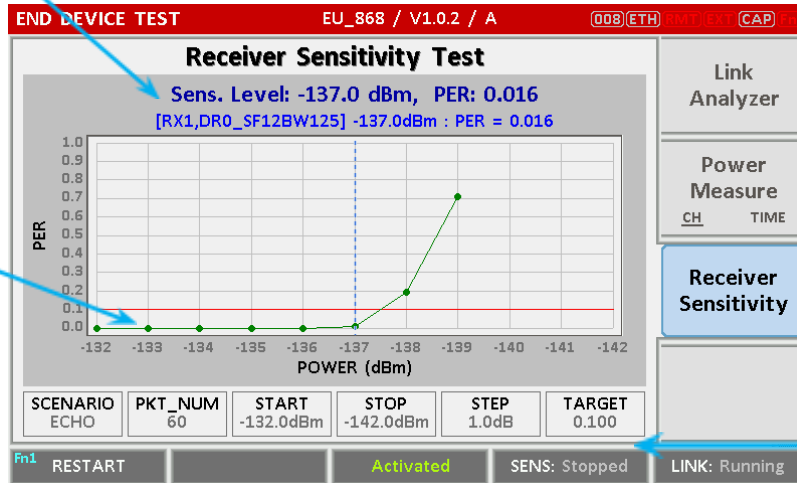 END DEVICE TEST EU_868 / V1.0.2 / A 008 ETH RMT EXT CAP Fn
Receiver Sensitivity Test
Sens. Level: -137.0 dBm, PER: 0.016
[RX1,DR0_SF12BW125] -137.0dBm : PER = 0.016
1.0
0.9
0.8
0.7
0.6
0.5
0.4
0.3
0.2
0.1
0.0
PER
-132 -133 -134 -135 -136 -137 -138 -139 -140 -141 -142
POWER (dBm)
SCENARIO PKT_NUM START STOP STEP TARGET
ECHO 60 -132.0dBm -142.0dBm 1.0dB 0.100
Link
Analyzer
Power
Measure
CH TIME
Receiver
Sensitivity
Fn1 RESTART Activated SENS: Stopped LINK: Running